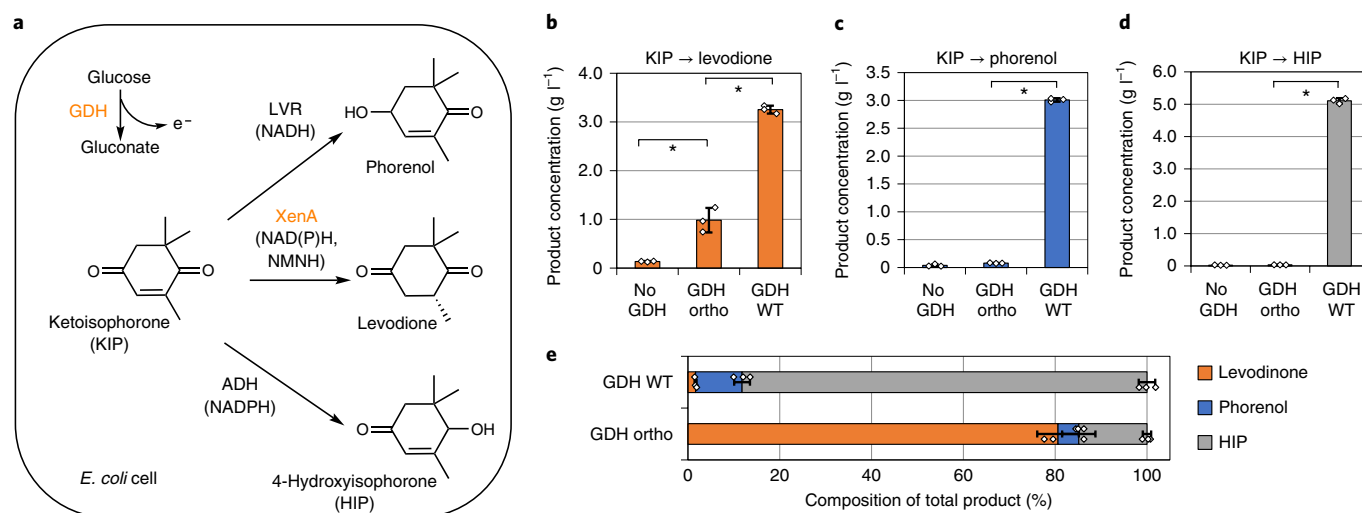 a
Glucose
GDH
e−
Gluconate
LVR
(NADH)
HO
O
Phorenol
XenA
(NAD(P)H,
NMNH)
O
O
Ketoisophorone
(KIP)
O
O
Levodione
ADH
(NADPH)
O
OH
4-Hydroxyisophorone
(HIP)
E. coli cell
b
KIP → levodione
Product concentration (g l−1)
4.0
3.0
2.0
1.0
0
*
*
No
GDH
GDH
ortho
GDH
WT
c
KIP → phorenol
Product concentration (g l−1)
3.5
3.0
2.5
2.0
1.5
1.0
0.5
0
*
No
GDH
GDH
ortho
GDH
WT
d
KIP → HIP
Product concentration (g l−1)
6.0
5.0
4.0
3.0
2.0
1.0
0
*
No
GDH
GDH
ortho
GDH
WT
e
GDH WT
GDH ortho
0 20 40 60 80 100
Composition of total product (%)
Levodinone
Phorenol
HIP